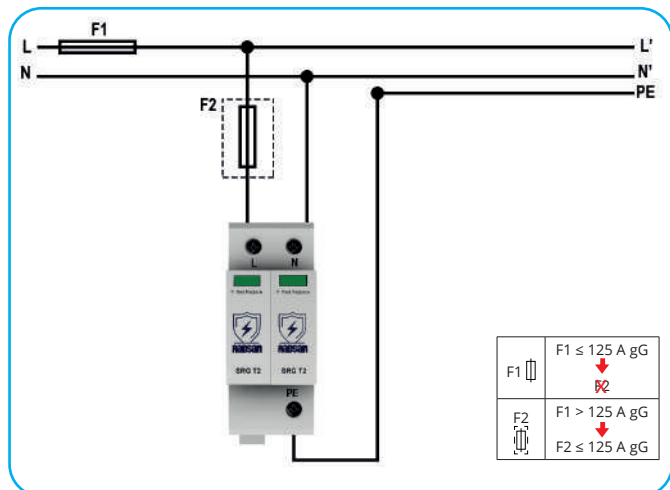 F1
L
L'
N
N'
PE
F2
L
N
RADSAN
SRG T2
SRG T2
PE
F1
F1 ≤ 125 A gG
F2
F2
F1 > 125 A gG
F2 ≤ 125 A gG